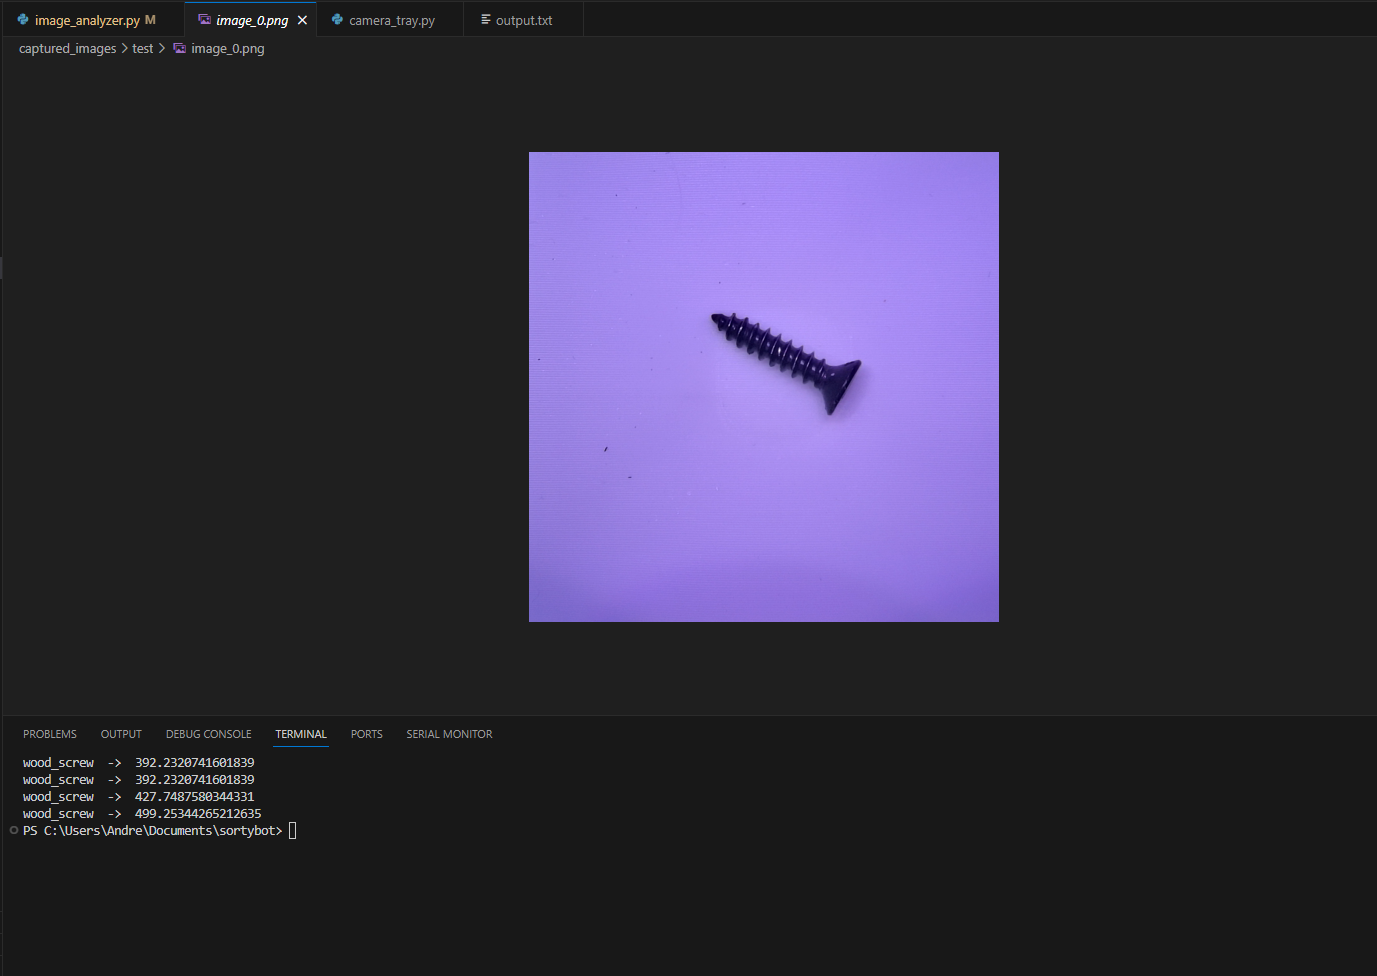 image_analyzer.py M
image_0.png
camera_tray.py
output.txt
captured_images > test > image_0.png
PROBLEMS OUTPUT DEBUG CONSOLE TERMINAL PORTS SERIAL MONITOR
wood_screw -> 392.2320741601839
wood_screw -> 392.2320741601839
wood_screw -> 427.7487580344331
wood_screw -> 499.25344265212635
PS C:\Users\Andre\Documents\sortybot>